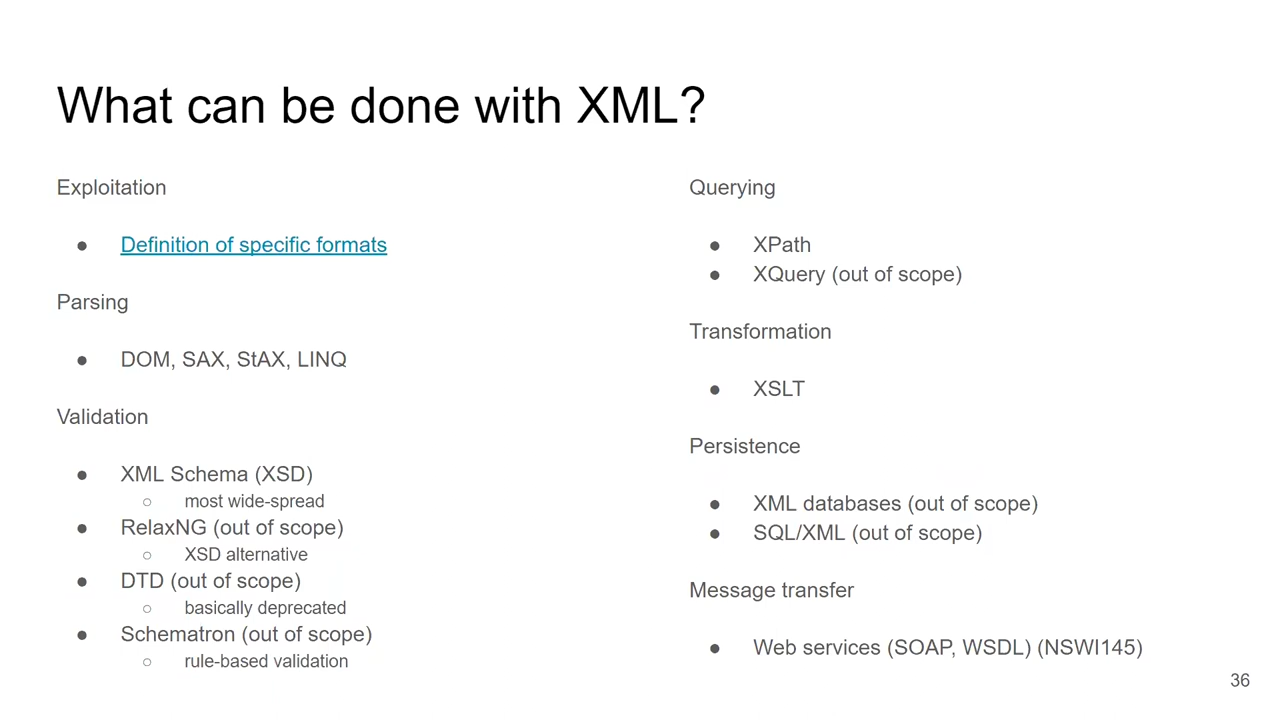 What can be done with XML?
Exploitation
● Definition of specific formats
Parsing
● DOM, SAX, StAX, LINQ
Validation
● XML Schema (XSD)
○ most wide-spread
● RelaxNG (out of scope)
○ XSD alternative
● DTD (out of scope)
○ basically deprecated
● Schematron (out of scope)
○ rule-based validation
Querying
● XPath
● XQuery (out of scope)
Transformation
● XSLT
Persistence
● XML databases (out of scope)
● SQL/XML (out of scope)
Message transfer
● Web services (SOAP, WSDL) (NSWI145)
36